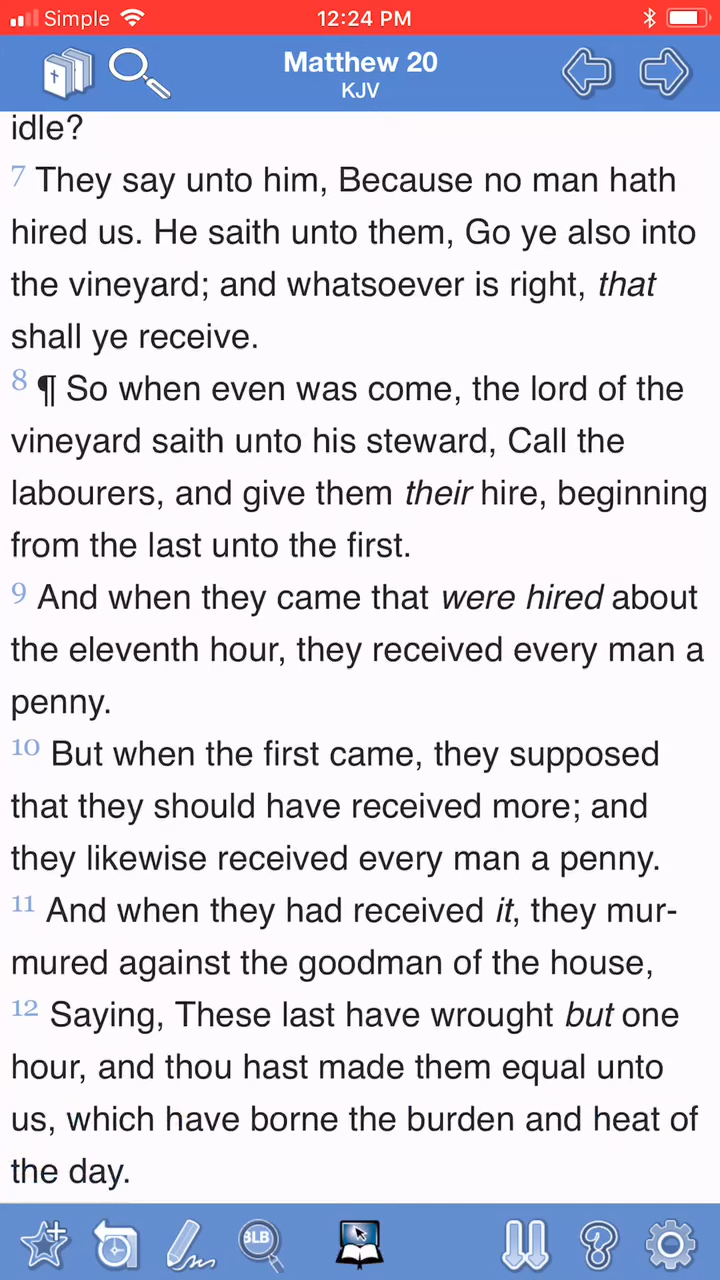 Simple 12:24 PM
Matthew 20
KJV
idle?
7 They say unto him, Because no man hath
hired us. He saith unto them, Go ye also into
the vineyard; and whatsoever is right, that
shall ye receive.
8 ¶ So when even was come, the lord of the
vineyard saith unto his steward, Call the
labourers, and give them their hire, beginning
from the last unto the first.
9 And when they came that were hired about
the eleventh hour, they received every man a
penny.
10 But when the first came, they supposed
that they should have received more; and
they likewise received every man a penny.
11 And when they had received it, they mur-
mured against the goodman of the house,
12 Saying, These last have wrought but one
hour, and thou hast made them equal unto
us, which have borne the burden and heat of
the day.
BLB